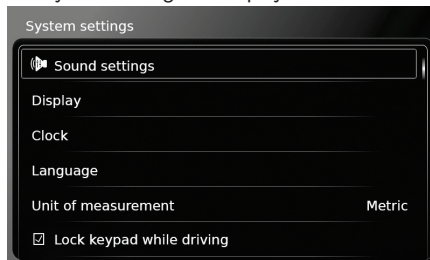 System settings
Sound settings
Display
Clock
Language
Unit of measurement Metric
Lock keypad while driving